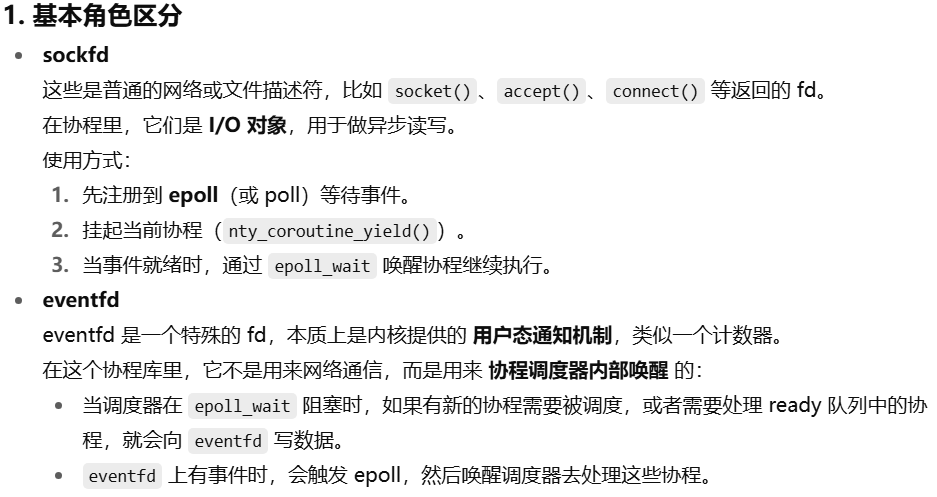 1. 基本角色区分
• sockfd
这些是普通的网络或文件描述符，比如 socket()、accept()、connect() 等返回的 fd。
在协程里，它们是 I/O 对象，用于做异步读写。
使用方式：
1. 先注册到 epoll（或 poll）等待事件。
2. 挂起当前协程（nty_coroutine_yield()）。
3. 当事件就绪时，通过 epoll_wait 唤醒协程继续执行。
• eventfd
eventfd 是一个特殊的 fd，本质上是内核提供的 用户态通知机制，类似一个计数器。
在这个协程库里，它不是用来网络通信，而是用来 协程调度器内部唤醒 的：
• 当调度器在 epoll_wait 阻塞时，如果有新的协程需要被调度，或者需要处理 ready 队列中的协
程，就会向 eventfd 写数据。
• eventfd 上有事件时，会触发 epoll，然后唤醒调度器去处理这些协程。